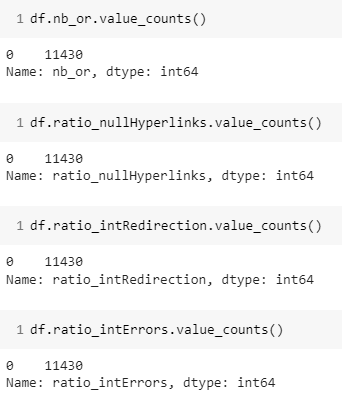 1 df.nb_or.value_counts()
0    11430
Name: nb_or, dtype: int64
1 df.ratio_nullHyperlinks.value_counts()
0    11430
Name: ratio_nullHyperlinks, dtype: int64
1 df.ratio_intRedirection.value_counts()
0    11430
Name: ratio_intRedirection, dtype: int64
1 df.ratio_intErrors.value_counts()
0    11430
Name: ratio_intErrors, dtype: int64